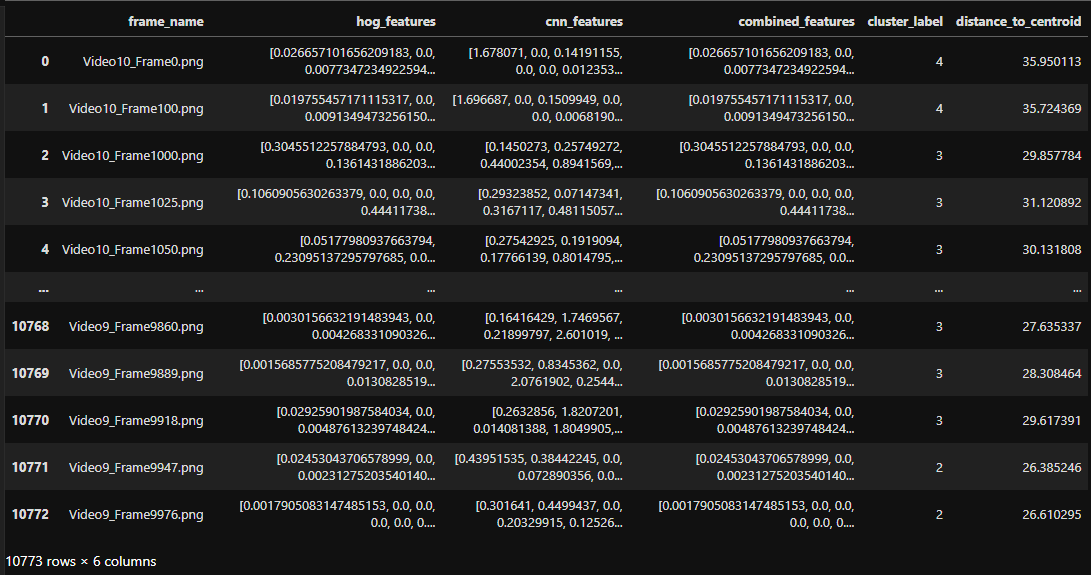 frame_name hog_features cnn_features combined_features cluster_label distance_to_centroid
0 Video10_Frame0.png [0.026657101656209183, 0.0, 0.0077347234922594... [1.678071, 0.0, 0.14191155, 0.0, 0.0, 0.012353... [0.026657101656209183, 0.0, 0.0077347234922594... 4 35.950113
1 Video10_Frame100.png [0.019755457171115317, 0.0, 0.0091349473256150... [1.696687, 0.0, 0.1509949, 0.0, 0.0, 0.0068190... [0.019755457171115317, 0.0, 0.0091349473256150... 4 35.724369
2 Video10_Frame1000.png [0.3045512257884793, 0.0, 0.0, 0.1361431886203... [0.1450273, 0.25749272, 0.44002354, 0.8941569,... [0.3045512257884793, 0.0, 0.0, 0.1361431886203... 3 29.857784
3 Video10_Frame1025.png [0.1060905630263379, 0.0, 0.0, 0.0, 0.44411738... [0.29323852, 0.07147341, 0.3167117, 0.48115057... [0.1060905630263379, 0.0, 0.0, 0.0, 0.44411738... 3 31.120892
4 Video10_Frame1050.png [0.05177980937663794, 0.23095137295797685, 0.0... [0.27542925, 0.1919094, 0.17766139, 0.8014795,... [0.05177980937663794, 0.23095137295797685, 0.0... 3 30.131808
... ... ... ... ... ... ...
10768 Video9_Frame9860.png [0.0030156632191483943, 0.0, 0.004268331090326... [0.16416429, 1.7469567, 0.21899797, 2.601019, ... [0.0030156632191483943, 0.0, 0.004268331090326... 3 27.635337
10769 Video9_Frame9889.png [0.0015685775208479217, 0.0, 0.0, 0.0130828519... [0.27553532, 0.8345362, 0.0, 2.0761902, 0.2544... [0.0015685775208479217, 0.0, 0.0, 0.0130828519... 3 28.308464
10770 Video9_Frame9918.png [0.02925901987584034, 0.0, 0.00487613239748424... [0.2632856, 1.8207201, 0.014081388, 1.8049905,... [0.02925901987584034, 0.0, 0.00487613239748424... 3 29.617391
10771 Video9_Frame9947.png [0.02453043706578999, 0.0, 0.00231275203540140... [0.43951535, 0.38442245, 0.0, 0.072890356, 0.0... [0.02453043706578999, 0.0, 0.00231275203540140... 2 26.385246
10772 Video9_Frame9976.png [0.0017905083147485153, 0.0, 0.0, 0.0, 0.0, 0.... [0.301641, 0.4499437, 0.0, 0.20329915, 0.12526... [0.0017905083147485153, 0.0, 0.0, 0.0, 0.0, 0.... 2 26.610295
10773 rows × 6 columns